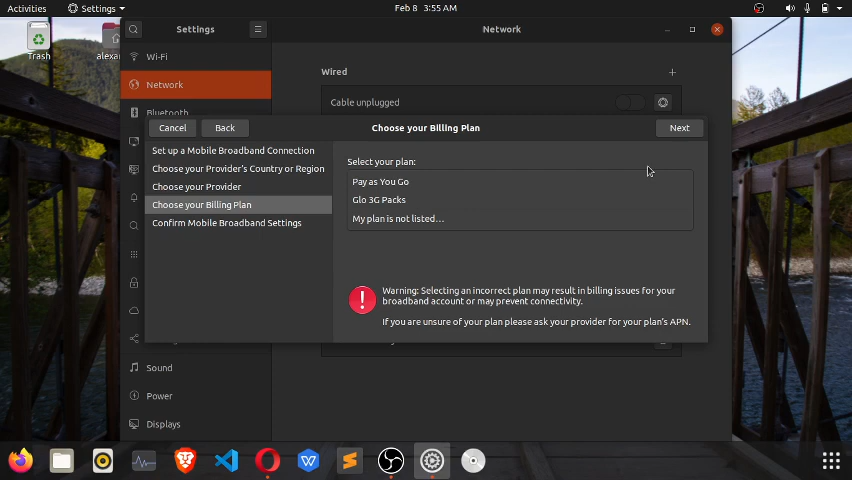 Activities
Settings
Feb 8 3:55 AM
Trash
Settings
Network
Wi-Fi
Network
Bluetooth
Wired
Cable unplugged
Cancel
Back
Choose your Billing Plan
Next
Set up a Mobile Broadband Connection
Choose your Provider's Country or Region
Choose your Provider
Choose your Billing Plan
Confirm Mobile Broadband Settings
Select your plan:
Pay as You Go
Glo 3G Packs
My plan is not listed…
Warning: Selecting an incorrect plan may result in billing issues for your
broadband account or may prevent connectivity.
If you are unsure of your plan please ask your provider for your plan's APN.
Sound
Power
Displays